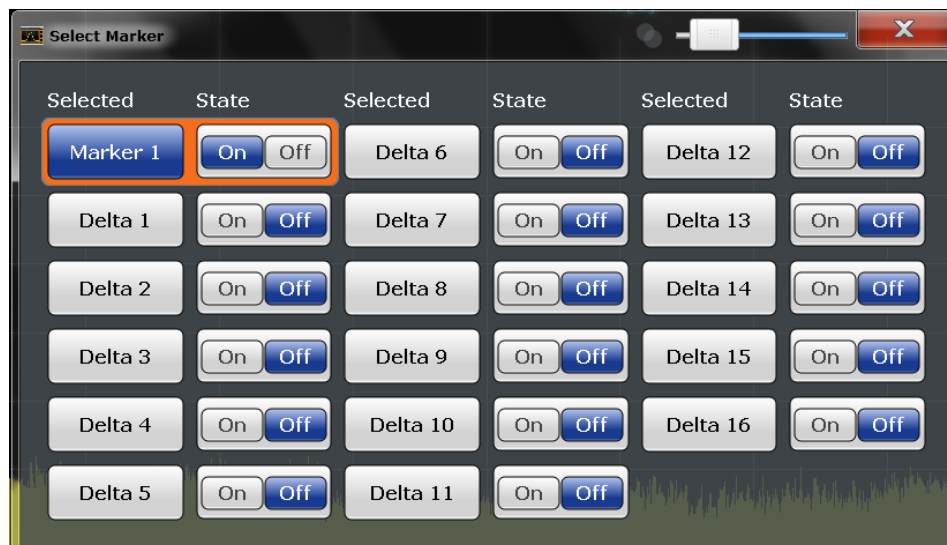 Select Marker
X
Selected State Selected State Selected State
Marker 1 On Off Delta 6 On Off Delta 12 On Off
Delta 1 On Off Delta 7 On Off Delta 13 On Off
Delta 2 On Off Delta 8 On Off Delta 14 On Off
Delta 3 On Off Delta 9 On Off Delta 15 On Off
Delta 4 On Off Delta 10 On Off Delta 16 On Off
Delta 5 On Off Delta 11 On Off